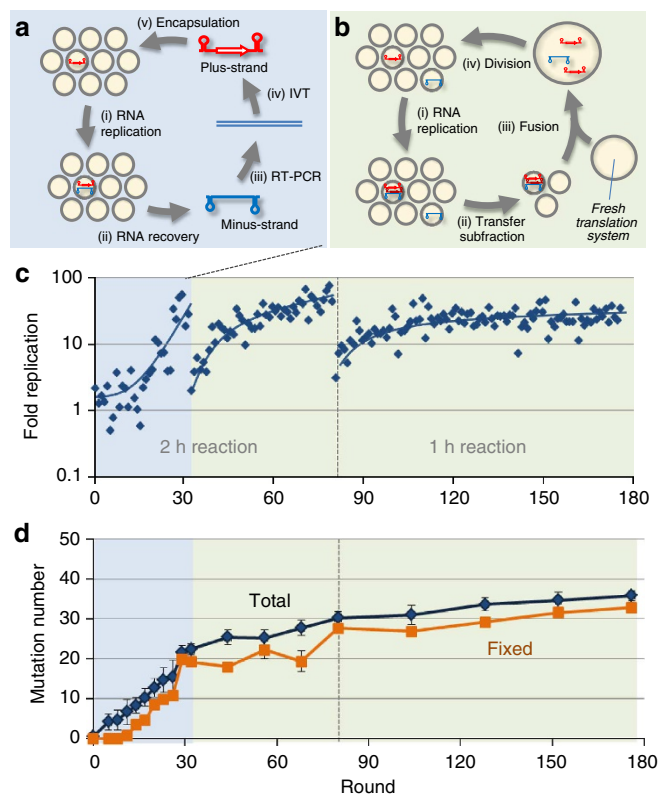 a
(v) Encapsulation
Plus-strand
(i) RNA
replication
(iv) IVT
(iii) RT-PCR
(ii) RNA recovery
Minus-strand
b
(iv) Division
(i) RNA
replication
(iii) Fusion
(ii) Transfer
subfraction
Fresh
translation
system
c
Fold replication
100
10
1
0.1
2 h reaction
1 h reaction
0 30 60 90 120 150 180
d
Mutation number
50
40
30
20
10
0
Total
Fixed
0 30 60 90 120 150 180
Round